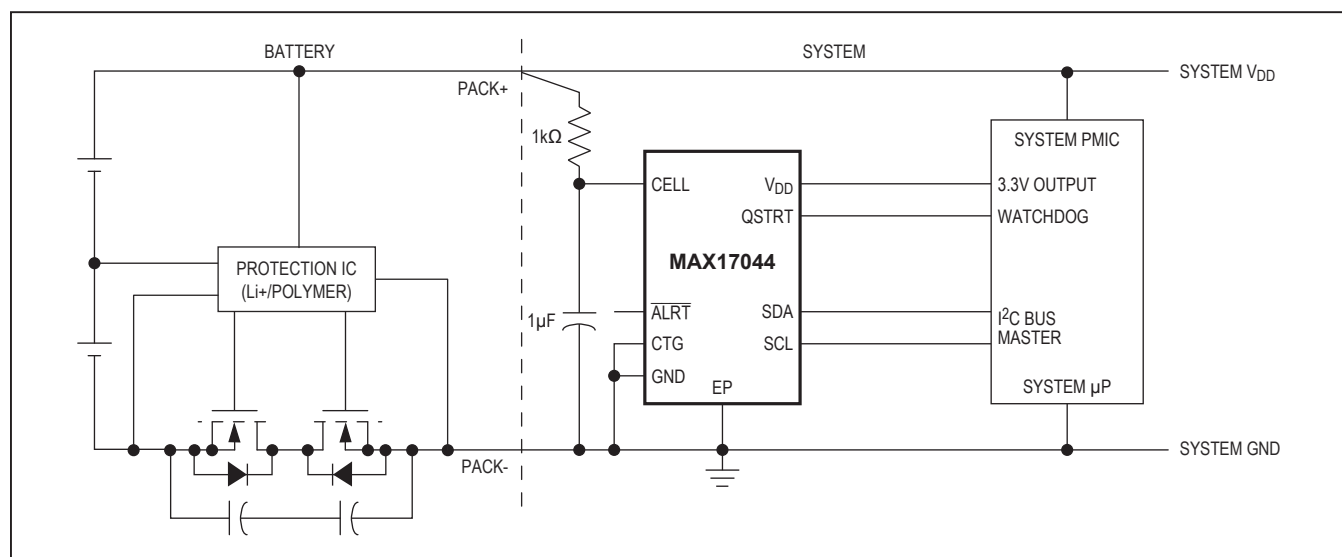 BATTERY
SYSTEM
SYSTEM VDD
PACK+
1kΩ
SYSTEM PMIC
CELL
VDD
3.3V OUTPUT
QSTRT
WATCHDOG
PROTECTION IC
(Li+/POLYMER)
MAX17044
1µF
ALRT
SDA
I2C BUS
MASTER
CTG
SCL
GND
EP
SYSTEM µP
PACK-
SYSTEM GND